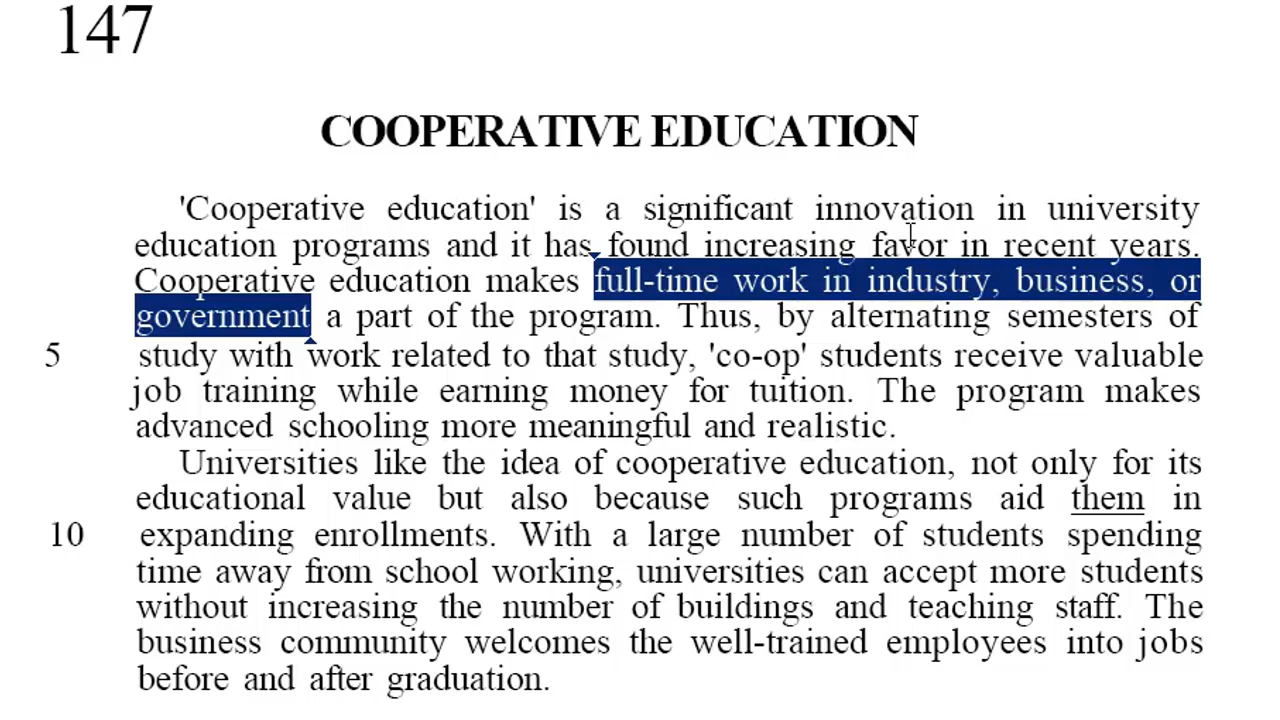 147
COOPERATIVE EDUCATION
'Cooperative education' is a significant innovation in university
education programs and it has found increasing favor in recent years.
Cooperative education makes full-time work in industry, business, or
government a part of the program. Thus, by alternating semesters of
5 study with work related to that study, 'co-op' students receive valuable
job training while earning money for tuition. The program makes
advanced schooling more meaningful and realistic.
Universities like the idea of cooperative education, not only for its
educational value but also because such programs aid them in
10 expanding enrollments. With a large number of students spending
time away from school working, universities can accept more students
without increasing the number of buildings and teaching staff. The
business community welcomes the well-trained employees into jobs
before and after graduation.